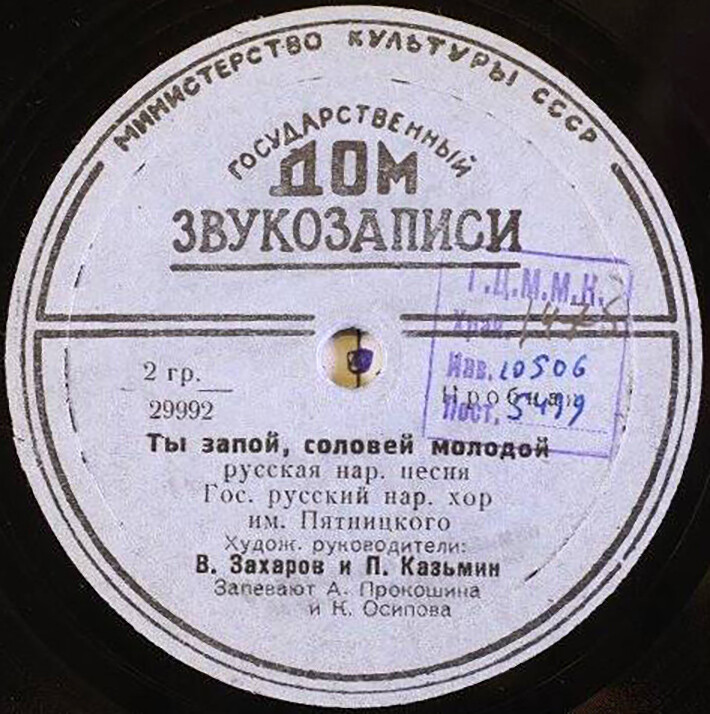 МИНИСТЕРСТВО КУЛЬТУРЫ СССР
ГОСУДАРСТВЕННЫЙ
ДОМ
ЗВУКОЗАПИСИ
Г.Ц.М.М.К.
Хран.
Инв. 10506
Пост. 5499
2 гр.
29992
Пробная
Ты запой, соловей молодой
русская нар. песня
Гос. русский нар. хор
им. Пятницкого
Худож. руководители:
В. Захаров и П. Казьмин
Запевают А. Прокошина
и К. Осипова